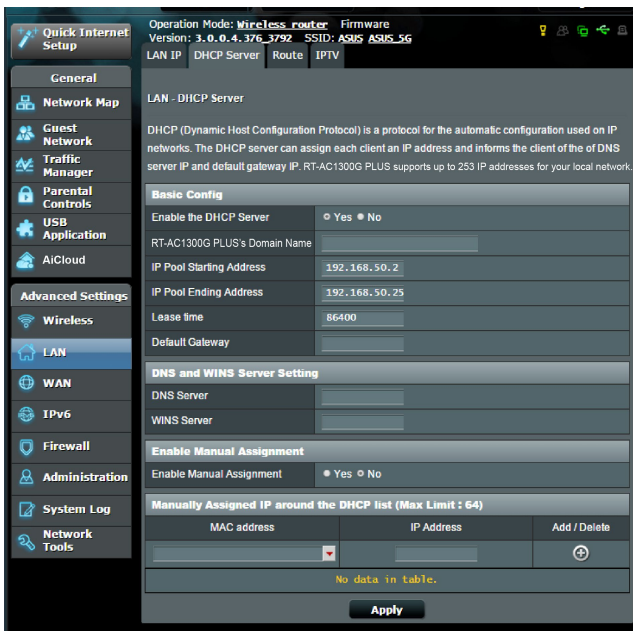 Quick Internet Setup
Operation Mode: Wireless router Firmware
Version: 3.0.0.4.376_3792 SSID: ASUS ASUS_5G
LAN IP DHCP Server Route IPTV
General
Network Map
Guest Network
Traffic Manager
Parental Controls
USB Application
AiCloud
Advanced Settings
Wireless
LAN
WAN
IPv6
Firewall
Administration
System Log
Network Tools
LAN - DHCP Server
DHCP (Dynamic Host Configuration Protocol) is a protocol for the automatic configuration used on IP
networks. The DHCP server can assign each client an IP address and informs the client of the of DNS
server IP and default gateway IP. RT-AC1300G PLUS supports up to 253 IP addresses for your local network.
Basic Config
Enable the DHCP Server Yes No
RT-AC1300G PLUS's Domain Name
IP Pool Starting Address 192.168.50.2
IP Pool Ending Address 192.168.50.25
Lease time 86400
Default Gateway
DNS and WINS Server Setting
DNS Server
WINS Server
Enable Manual Assignment
Enable Manual Assignment Yes No
Manually Assigned IP around the DHCP list (Max Limit : 64)
MAC address IP Address Add / Delete
No data in table.
Apply